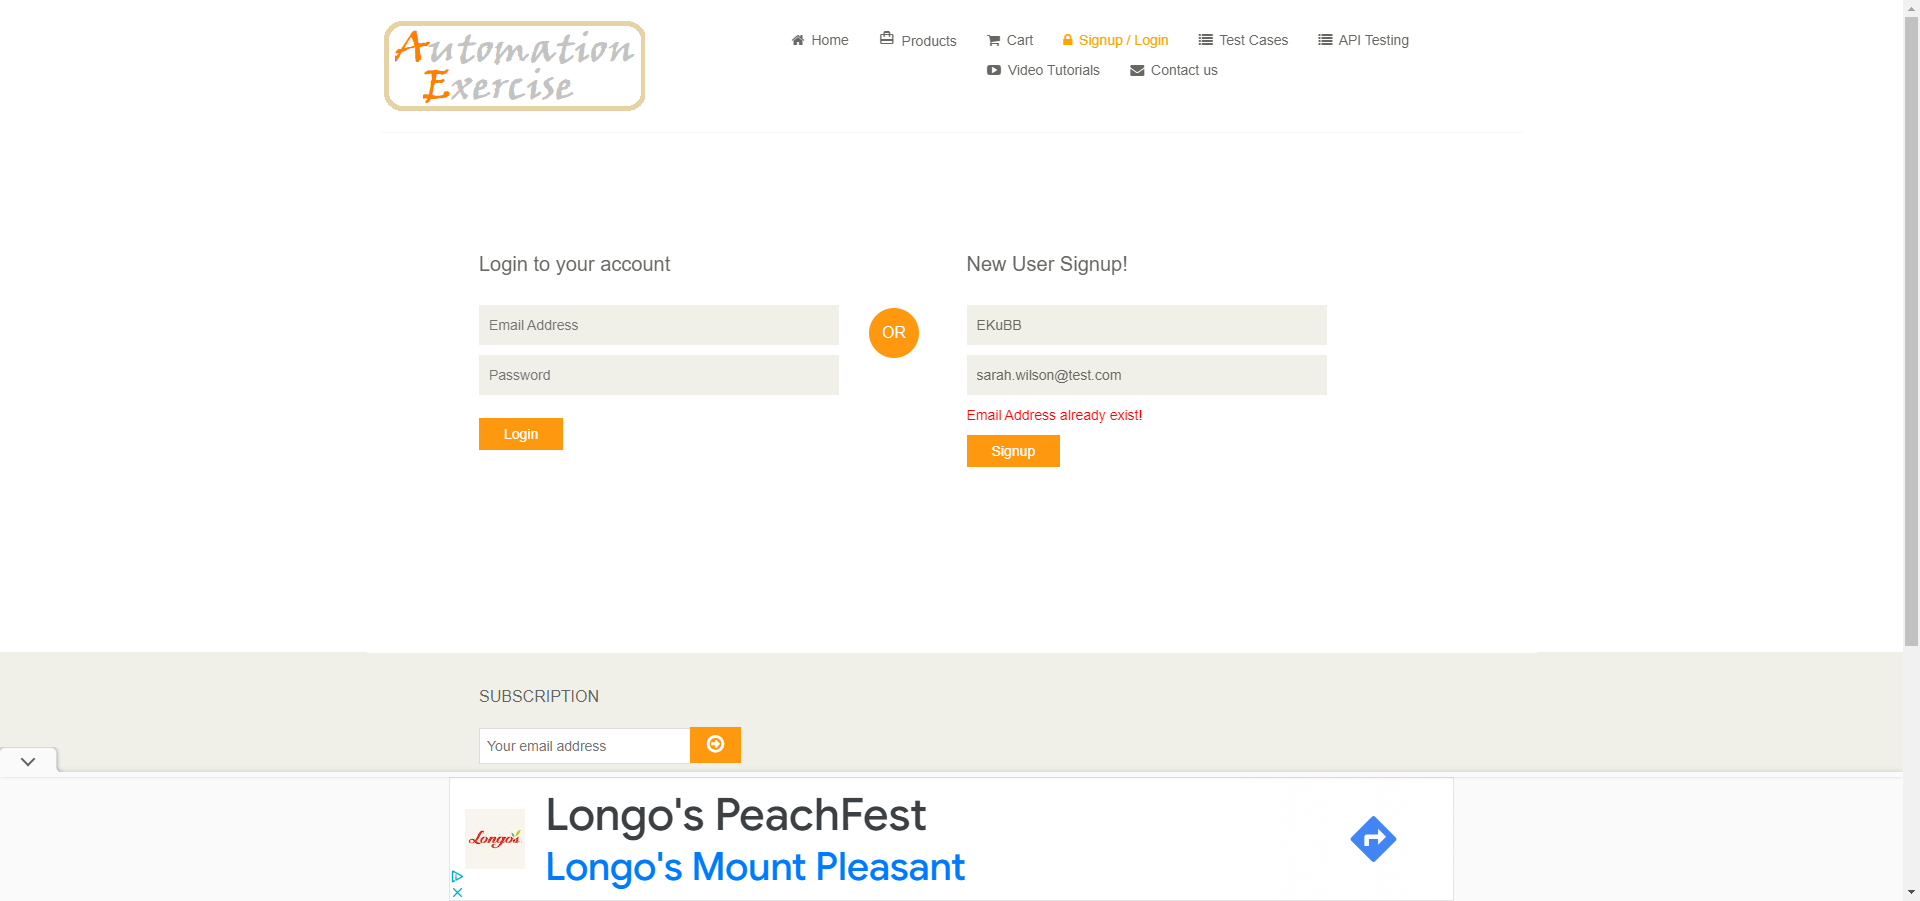 Automation
Exercise
Home Products Cart Signup / Login Test Cases API Testing
Video Tutorials Contact us
Login to your account
Email Address
Password
Login
OR
New User Signup!
EKuBB
sarah.wilson@test.com
Email Address already exist!
Signup
SUBSCRIPTION
Your email address
Longo's
Longo's PeachFest
Longo's Mount Pleasant